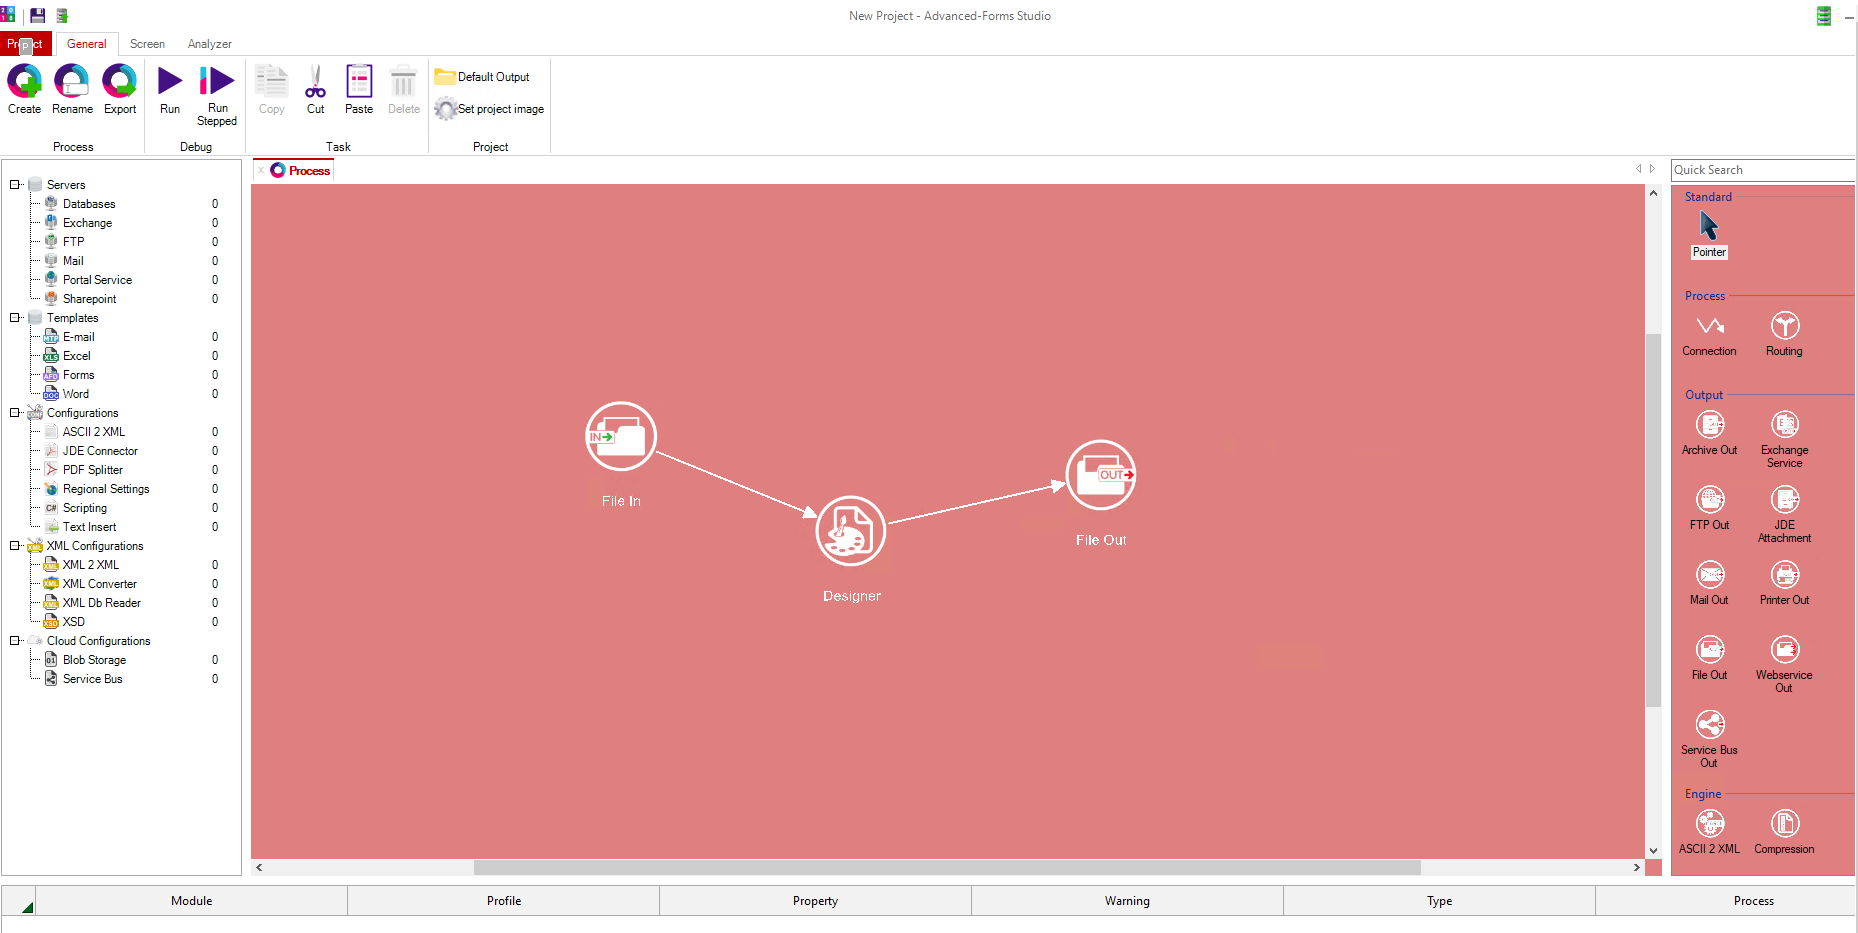 New Project - Advanced-Forms Studio
General
Screen
Analyzer
Create
Rename
Export
Run
Run
Stepped
Copy
Cut
Paste
Delete
Default Output
Set project image
Process
Debug
Task
Project
Process
Servers
Databases 0
Exchange 0
FTP 0
Mail 0
Portal Service 0
Sharepoint 0
Templates
E-mail 0
Excel 0
Forms 0
Word 0
Configurations
ASCII 2 XML 0
JDE Connector 0
PDF Splitter 0
Regional Settings 0
Scripting 0
Text Insert 0
XML Configurations
XML 2 XML 0
XML Converter 0
XML Db Reader 0
XSD 0
Cloud Configurations
Blob Storage 0
Service Bus 0
IN
File In
Designer
OUT
File Out
Quick Search
Standard
Pointer
Process
Connection
Routing
Output
Archive Out
Exchange
Service
FTP Out
JDE
Attachment
Mail Out
Printer Out
File Out
Webservice
Out
Service Bus
Out
Engine
ASCII 2 XML
Compression
Module
Profile
Property
Warning
Type
Process